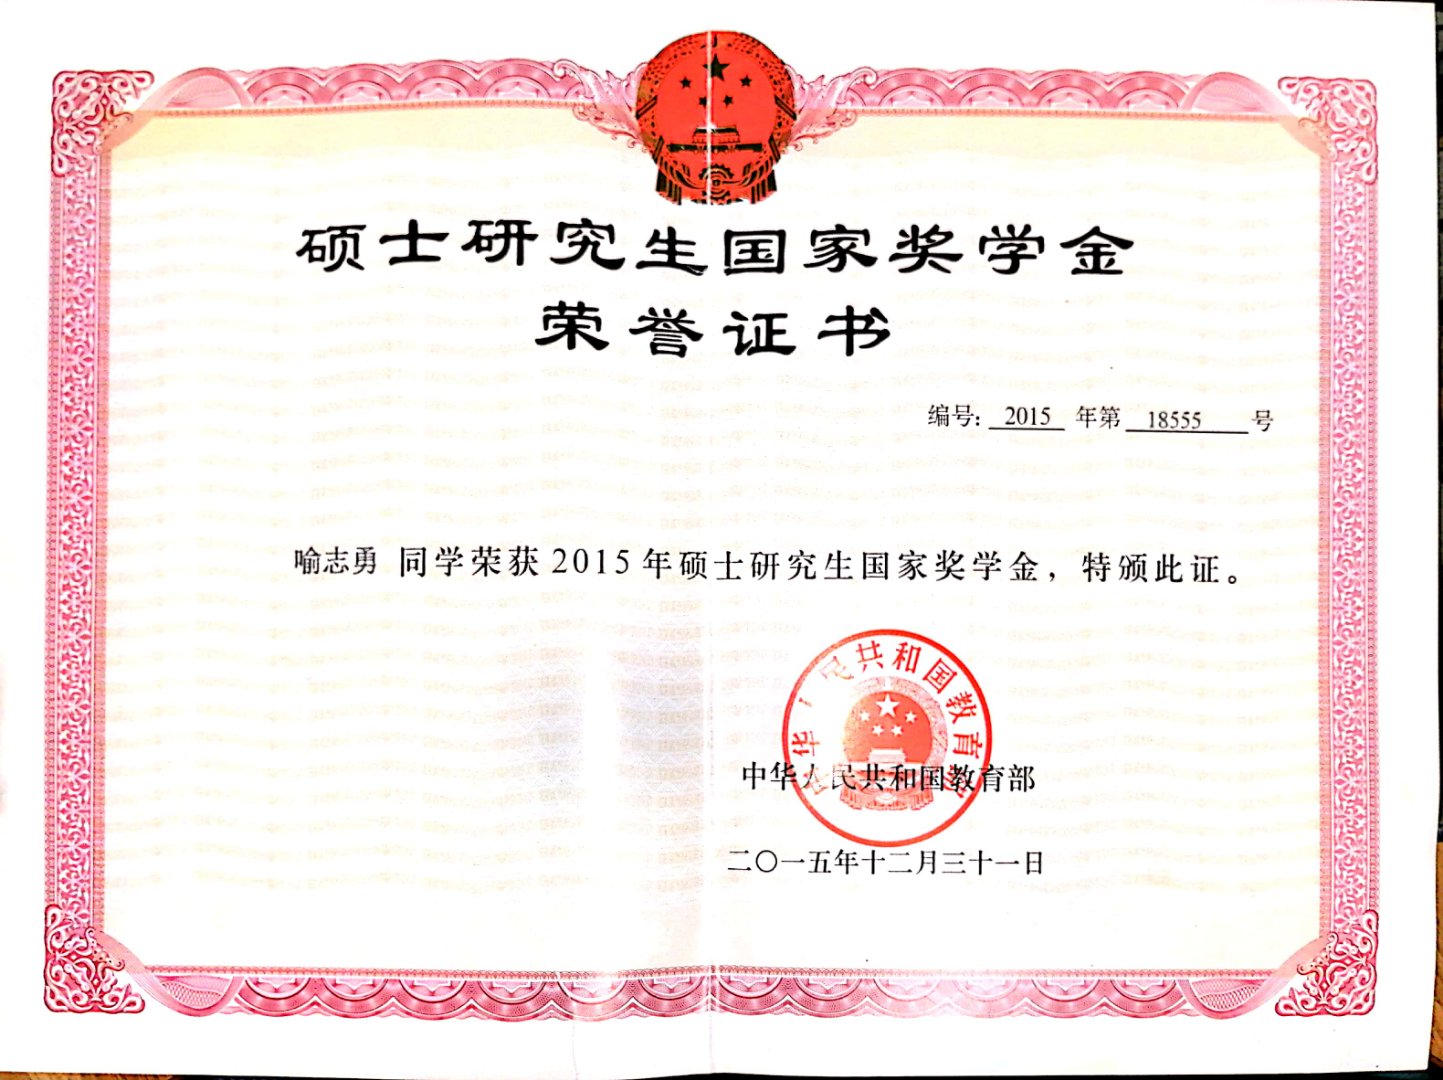 硕士研究生国家奖学金
荣誉证书
编号: 2015 年第 18555 号
喻志勇 同学荣获2015年硕士研究生国家奖学金，特颁此证。
民共和国教育
中华人民共和国教育部
二〇一五年十二月三十一日